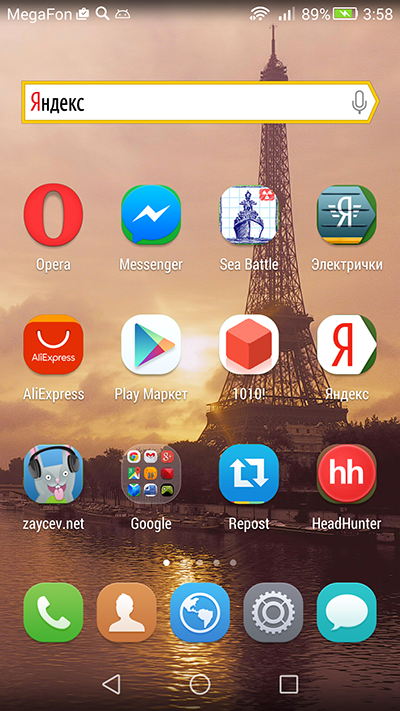 MegaFon 89% 3:58
Яндекс
Opera Messenger Sea Battle Электрички
AliExpress
AliExpress Play Маркет 1010! Яндекс
zaycev.net Google Repost HeadHunter